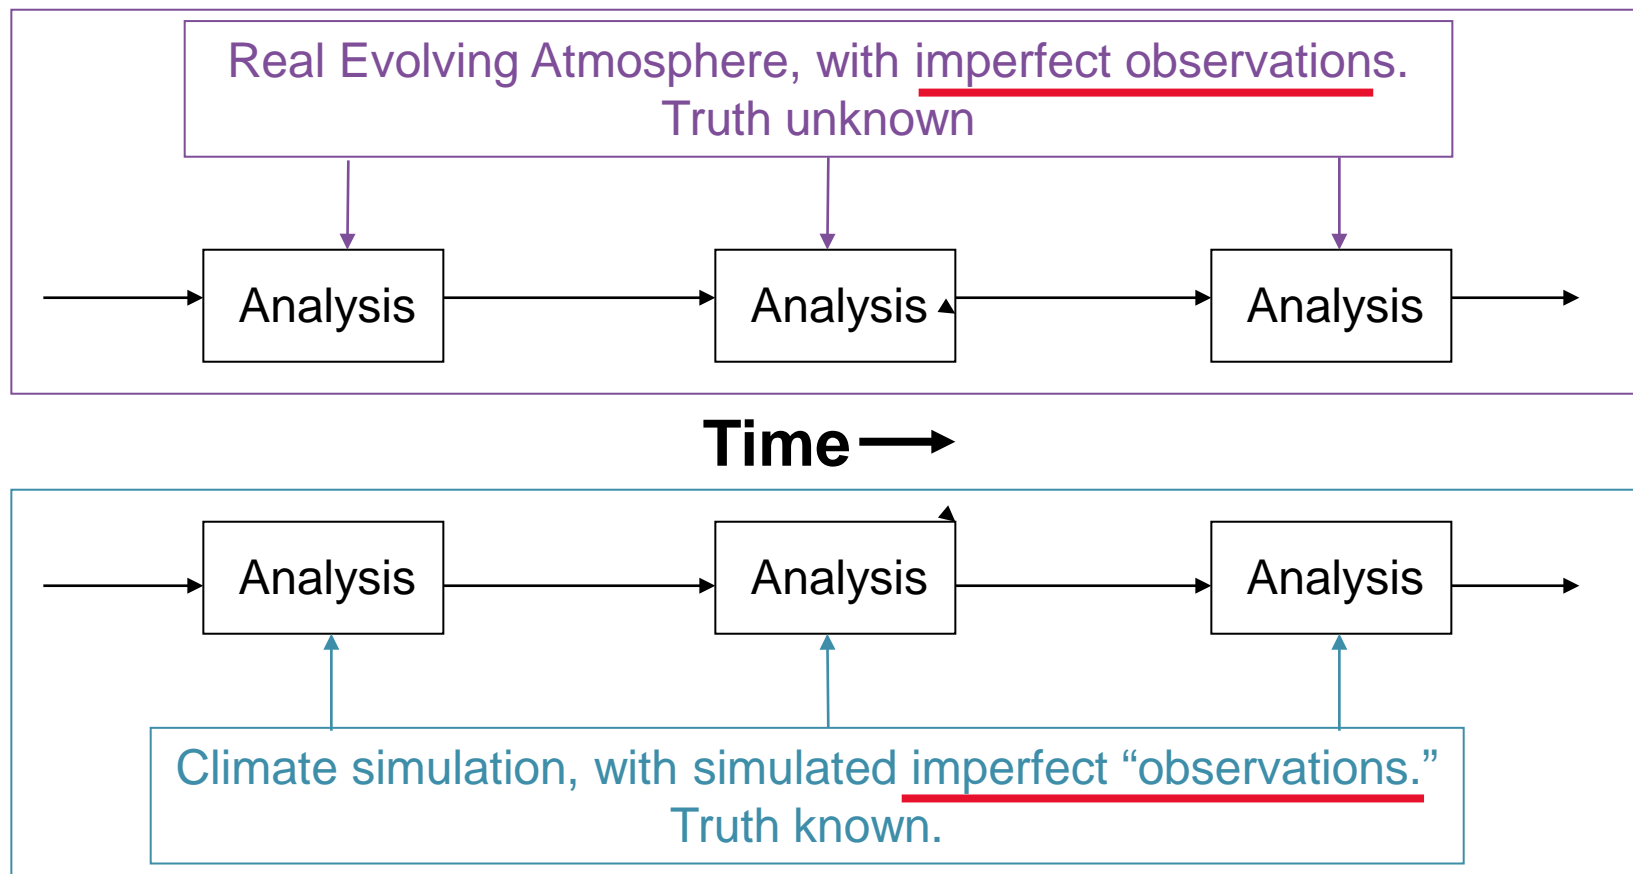 Real Evolving Atmosphere, with imperfect observations.
Truth unknown
Analysis
Analysis
Analysis
Time
Analysis
Analysis
Analysis
Climate simulation, with simulated imperfect “observations.”
Truth known.